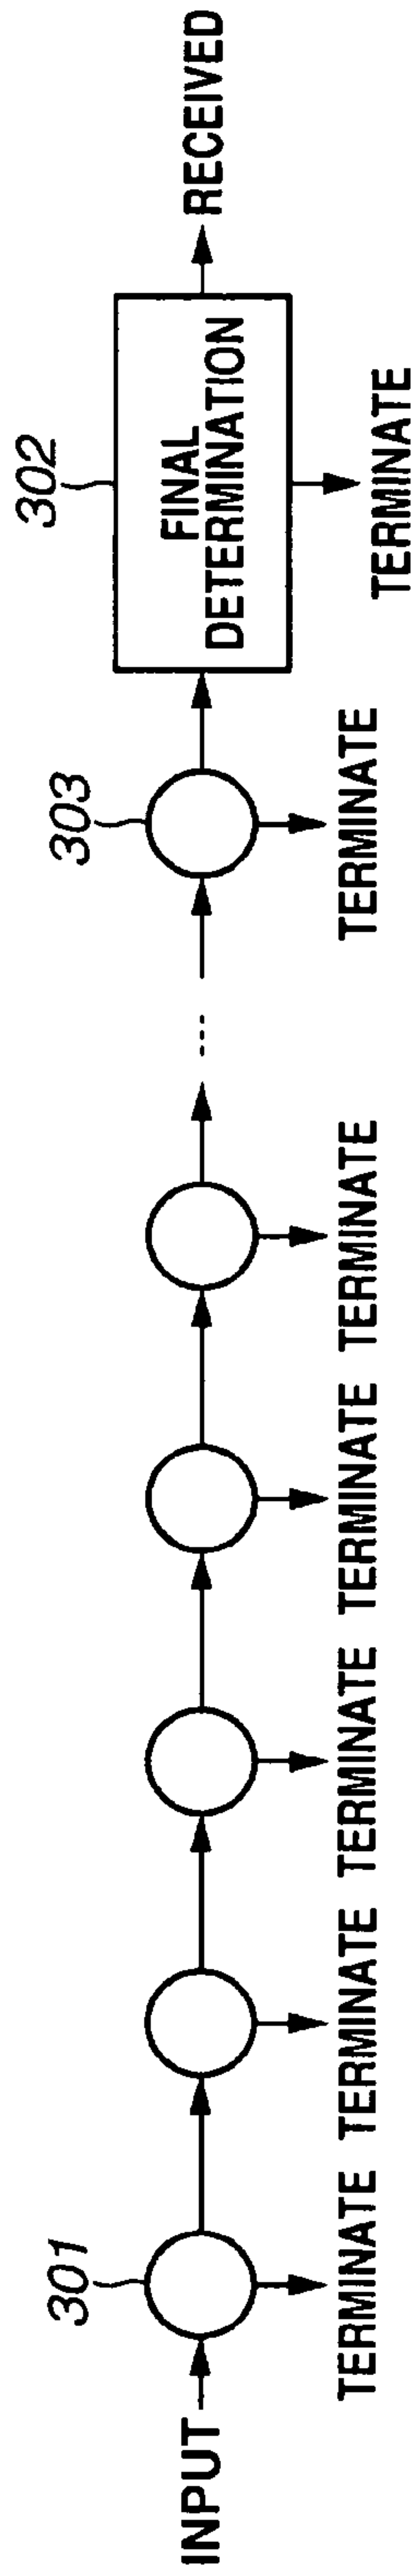 INPUT
301
TERMINATE
TERMINATE
TERMINATE
TERMINATE
TERMINATE
...
303
TERMINATE
302
FINAL
DETERMINATION
TERMINATE
RECEIVED